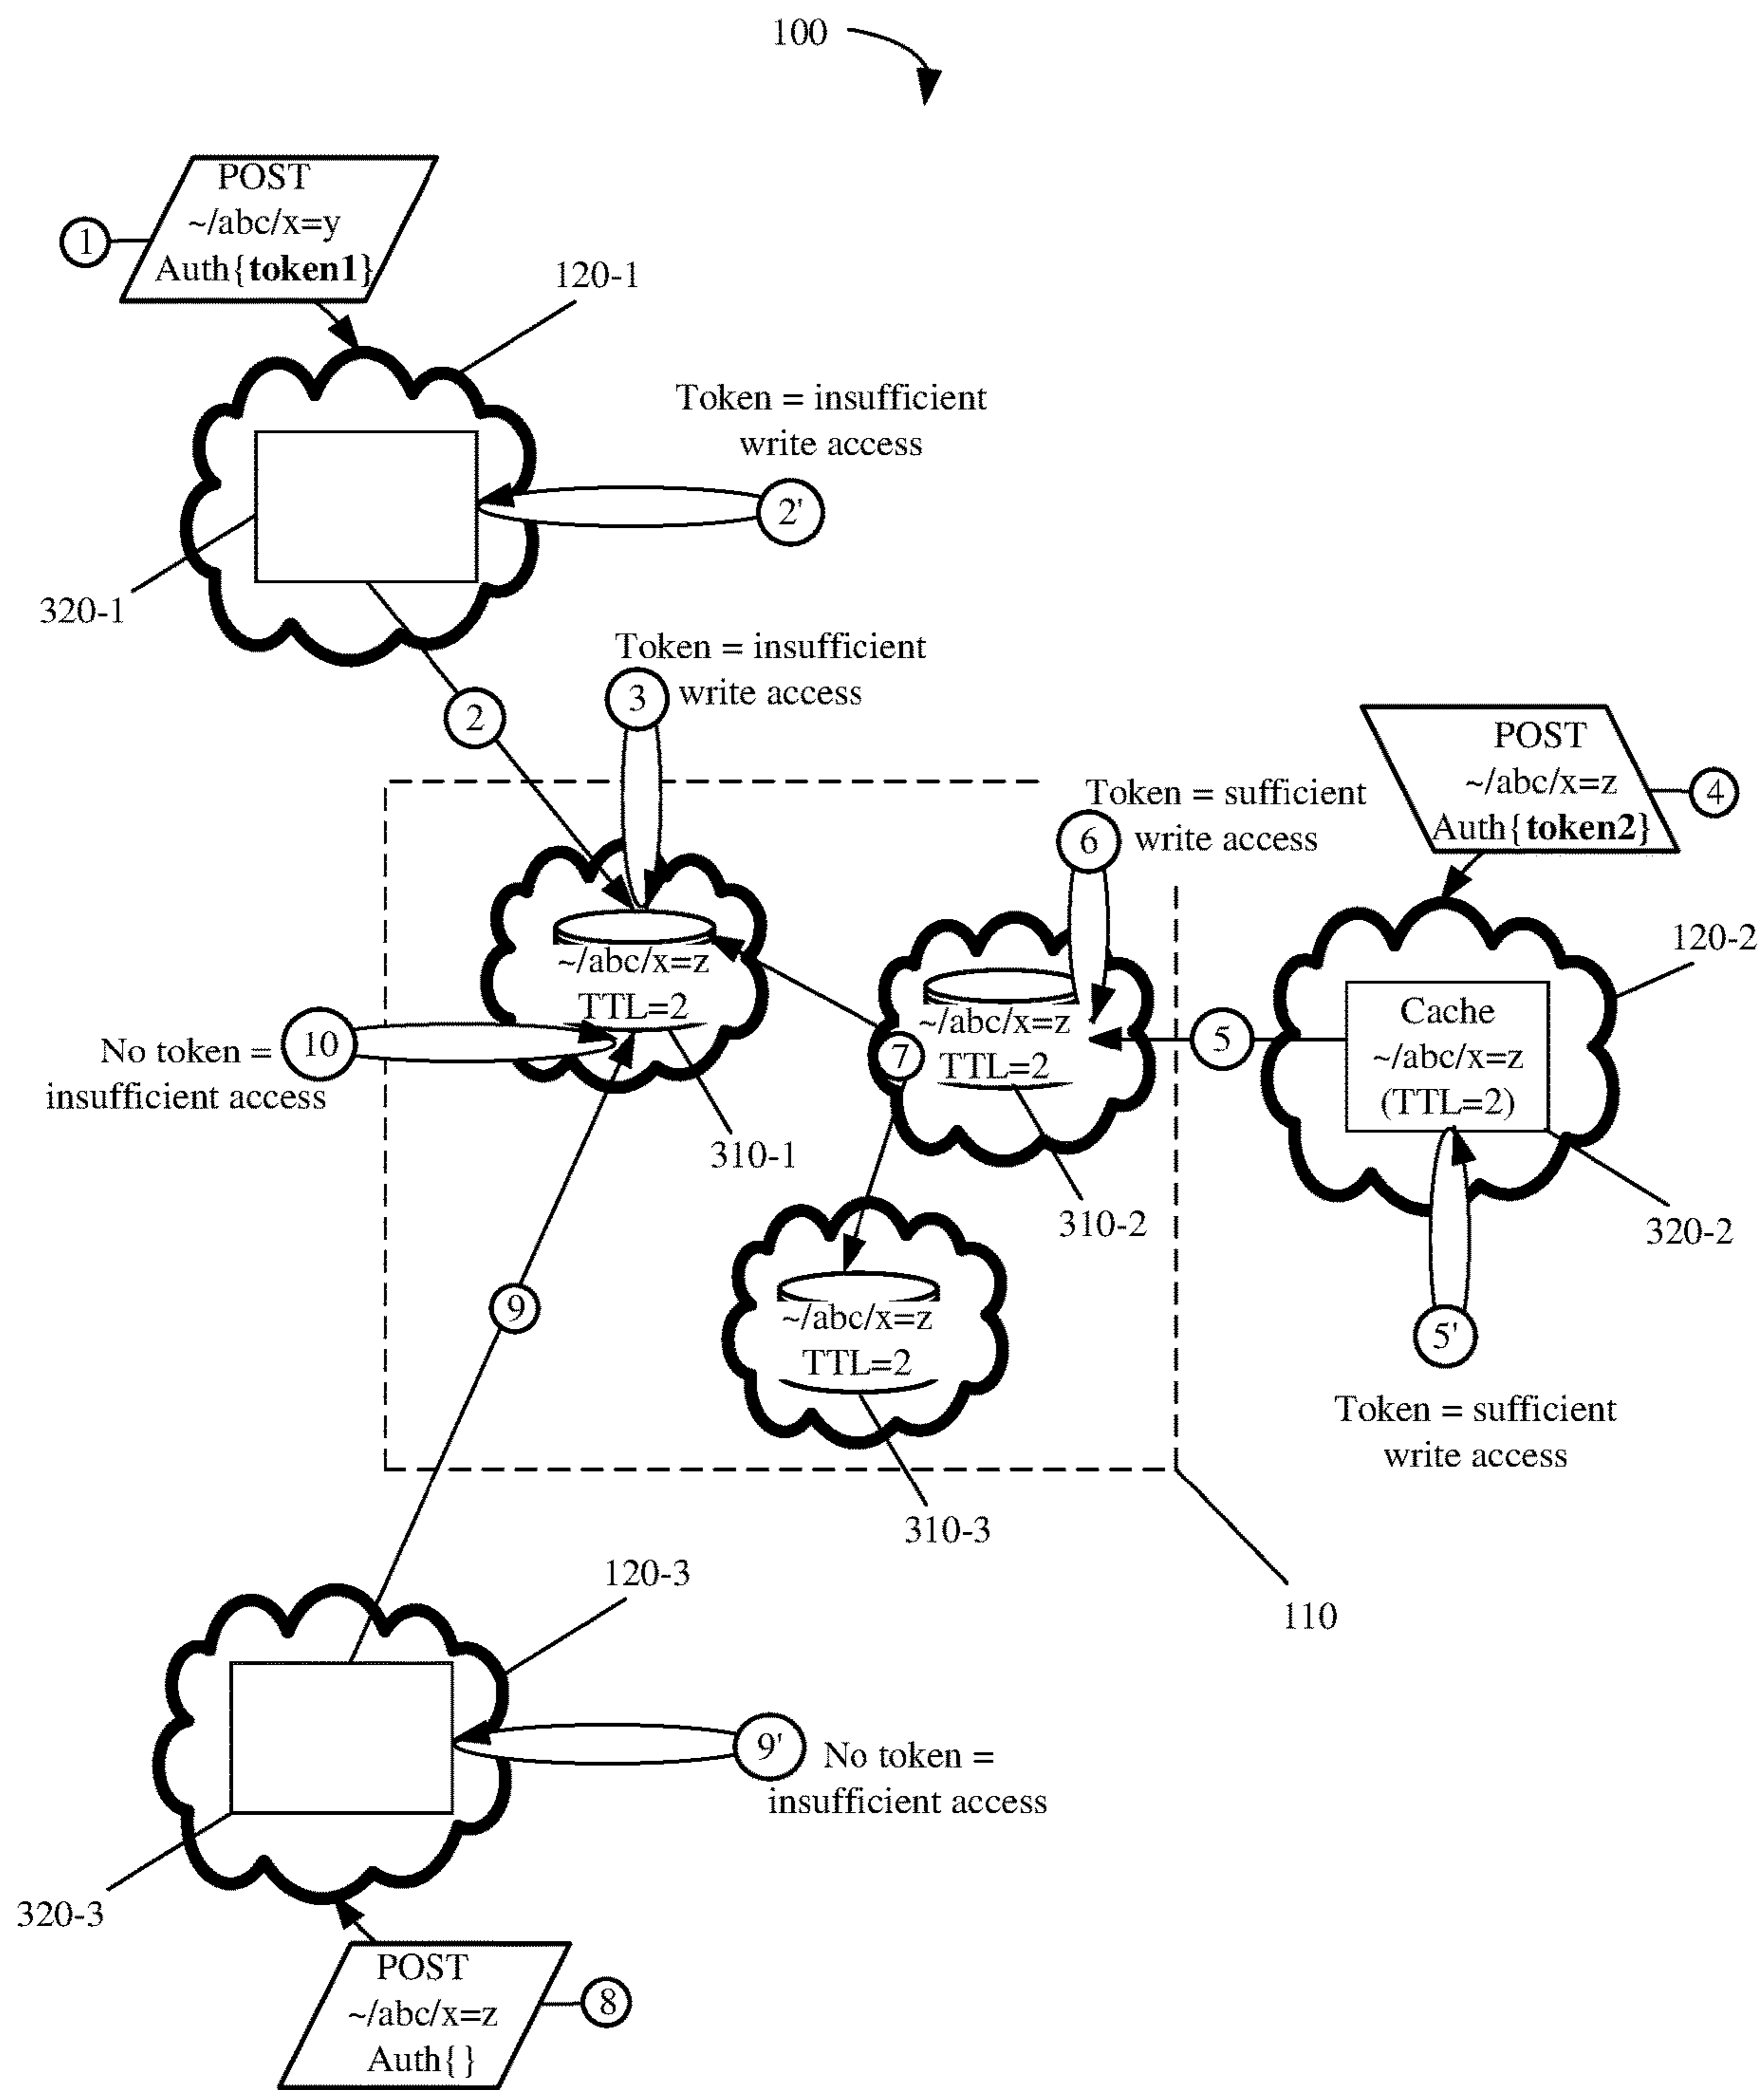 100
POST
~/abc/x=y
Auth{token1}
1
120-1
Token = insufficient
write access
2'
320-1
Token = insufficient
write access
3
2
POST
~/abc/x=z
Auth{token2}
4
Token = sufficient
write access
6
120-2
~/abc/x=z
TTL=2
~/abc/x=z
TTL=2
7
5
Cache
~/abc/x=z
(TTL=2)
10
No token =
insufficient access
310-1
310-2
320-2
9
~/abc/x=z
TTL=2
5'
Token = sufficient
write access
310-3
120-3
110
9'
No token =
insufficient access
320-3
POST
~/abc/x=z
Auth{}
8